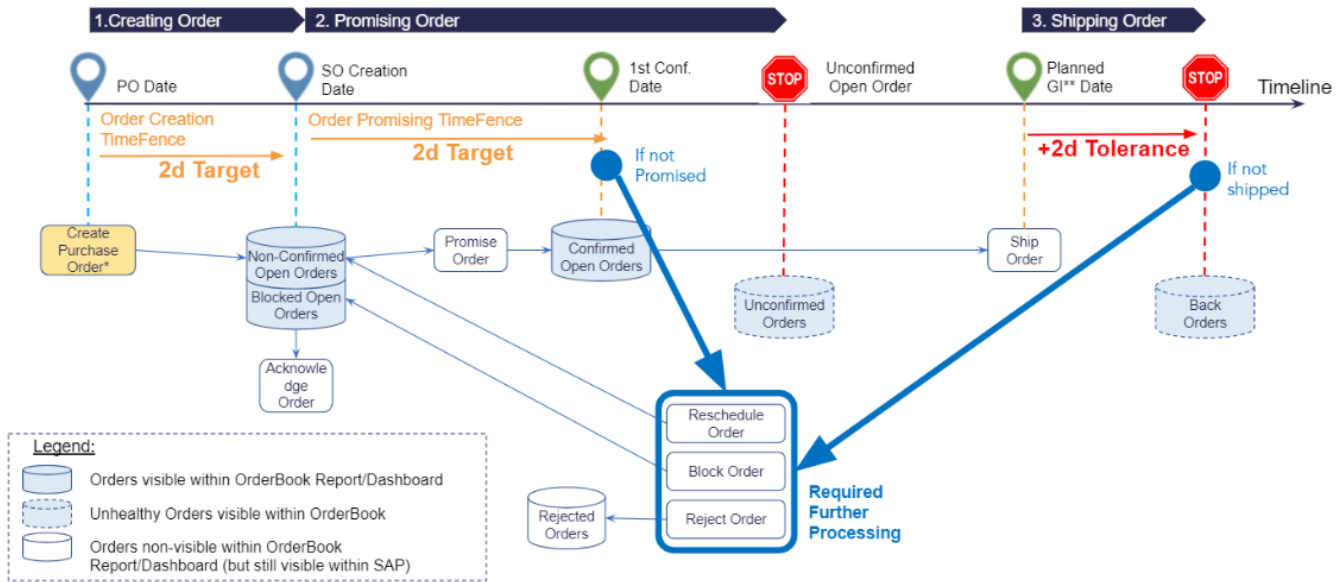 1.Creating Order
2. Promising Order
3. Shipping Order
PO Date
SO Creation
Date
1st Conf.
Date
STOP
Unconfirmed
Open Order
Planned
GI** Date
STOP
Timeline
Order Creation
TimeFence
2d Target
Order Promising TimeFence
2d Target
If not
Promised
+2d Tolerance
If not
shipped
Create
Purchase
Order*
Non-Confirmed
Open Orders
Blocked Open
Orders
Promise
Order
Confirmed
Open Orders
Unconfirmed
Orders
Ship
Order
Back
Orders
Acknowle
dge
Order
Reschedule
Order
Block Order
Reject Order
Rejected
Orders
Required
Further
Processing
Legend:
Orders visible within OrderBook Report/Dashboard
Unhealthy Orders visible within OrderBook
Orders non-visible within OrderBook
Report/Dashboard (but still visible within SAP)